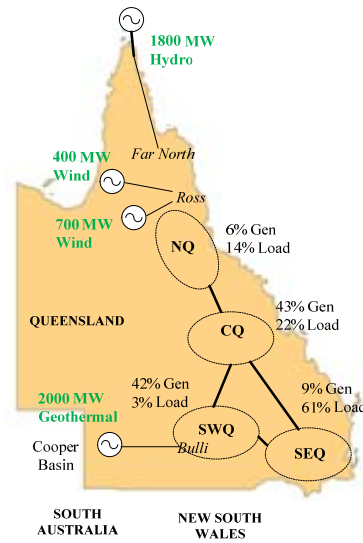 1800 MW
Hydro
Far North
400 MW
Wind
Ross
700 MW
Wind
6% Gen
14% Load
NQ
43% Gen
22% Load
QUEENSLAND
CQ
42% Gen
3% Load
9% Gen
61% Load
2000 MW
Geothermal
SWQ
Cooper
Basin
Bulli
SEQ
SOUTH
AUSTRALIA
NEW SOUTH
WALES